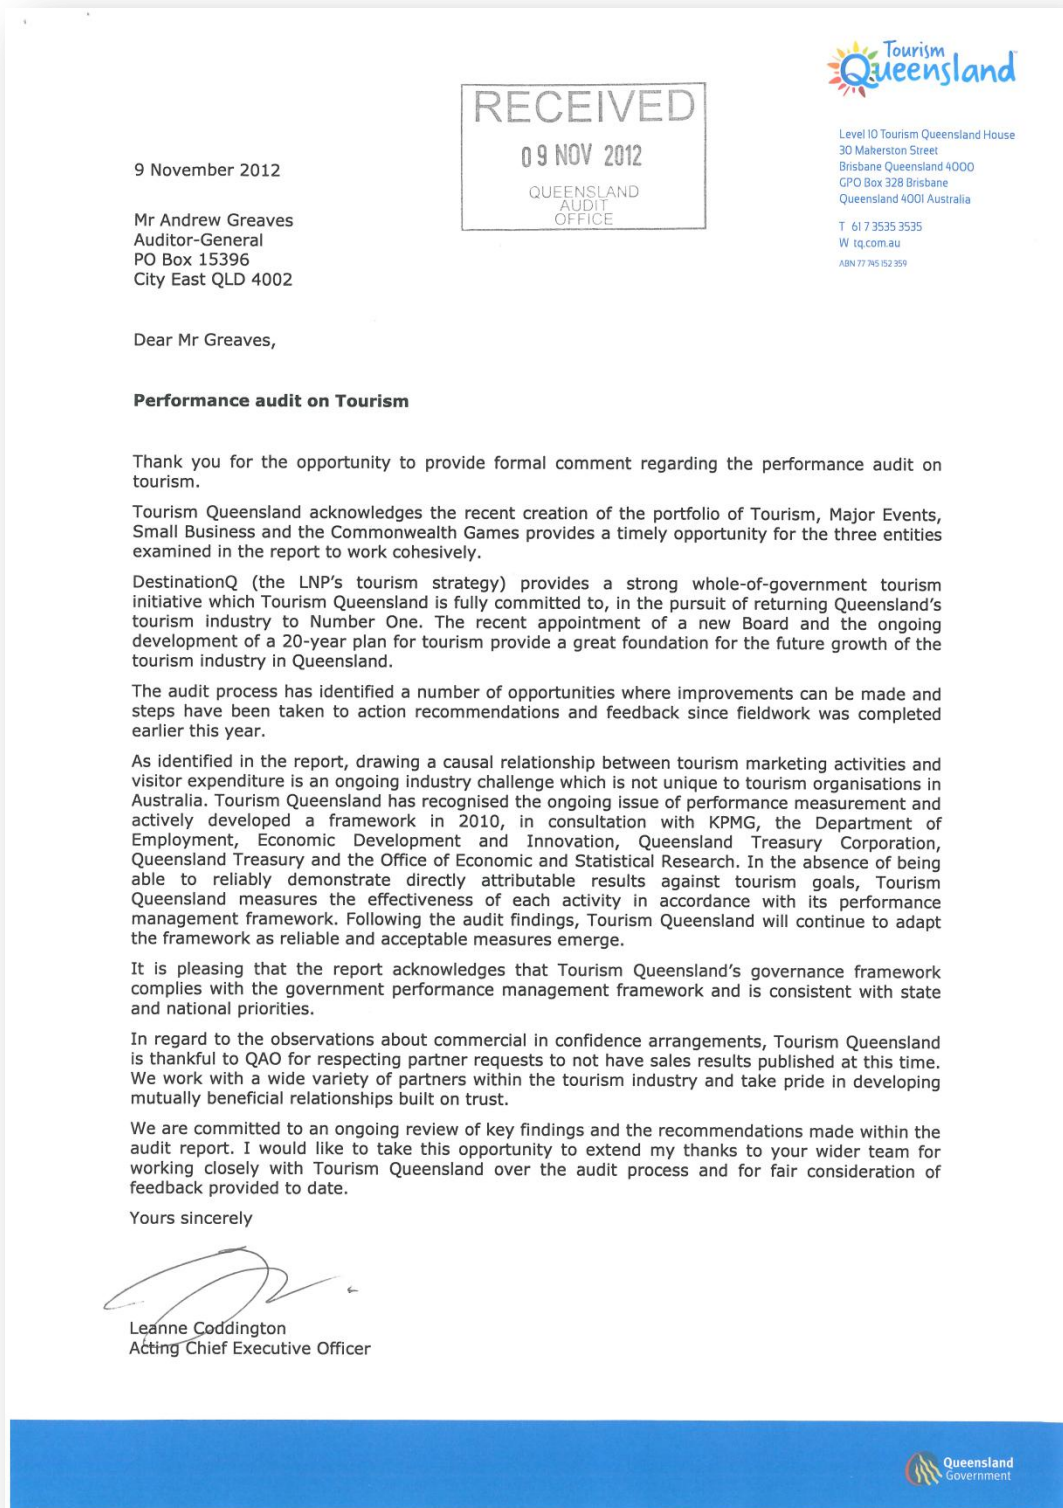 Tourism
Queensland
RECEIVED
09 NOV 2012
QUEENSLAND
AUDIT
OFFICE
Level 10 Tourism Queensland House
30 Makerston Street
Brisbane Queensland 4000
GPO Box 328 Brisbane
Queensland 4001 Australia
T 61 7 3535 3535
W tq.com.au
ABN 77 745 152 359
9 November 2012
Mr Andrew Greaves
Auditor-General
PO Box 15396
City East QLD 4002
Dear Mr Greaves,
Performance audit on Tourism
Thank you for the opportunity to provide formal comment regarding the performance audit on
tourism.
Tourism Queensland acknowledges the recent creation of the portfolio of Tourism, Major Events,
Small Business and the Commonwealth Games provides a timely opportunity for the three entities
examined in the report to work cohesively.
DestinationQ (the LNP's tourism strategy) provides a strong whole-of-government tourism
initiative which Tourism Queensland is fully committed to, in the pursuit of returning Queensland's
tourism industry to Number One. The recent appointment of a new Board and the ongoing
development of a 20-year plan for tourism provide a great foundation for the future growth of the
tourism industry in Queensland.
The audit process has identified a number of opportunities where improvements can be made and
steps have been taken to action recommendations and feedback since fieldwork was completed
earlier this year.
As identified in the report, drawing a causal relationship between tourism marketing activities and
visitor expenditure is an ongoing industry challenge which is not unique to tourism organisations in
Australia. Tourism Queensland has recognised the ongoing issue of performance measurement and
actively developed a framework in 2010, in consultation with KPMG, the Department of
Employment, Economic Development and Innovation, Queensland Treasury Corporation,
Queensland Treasury and the Office of Economic and Statistical Research. In the absence of being
able to reliably demonstrate directly attributable results against tourism goals, Tourism
Queensland measures the effectiveness of each activity in accordance with its performance
management framework. Following the audit findings, Tourism Queensland will continue to adapt
the framework as reliable and acceptable measures emerge.
It is pleasing that the report acknowledges that Tourism Queensland's governance framework
complies with the government performance management framework and is consistent with state
and national priorities.
In regard to the observations about commercial in confidence arrangements, Tourism Queensland
is thankful to QAO for respecting partner requests to not have sales results published at this time.
We work with a wide variety of partners within the tourism industry and take pride in developing
mutually beneficial relationships built on trust.
We are committed to an ongoing review of key findings and the recommendations made within the
audit report. I would like to take this opportunity to extend my thanks to your wider team for
working closely with Tourism Queensland over the audit process and for fair consideration of
feedback provided to date.
Yours sincerely
Leanne Coddington
Acting Chief Executive Officer
Queensland
Government